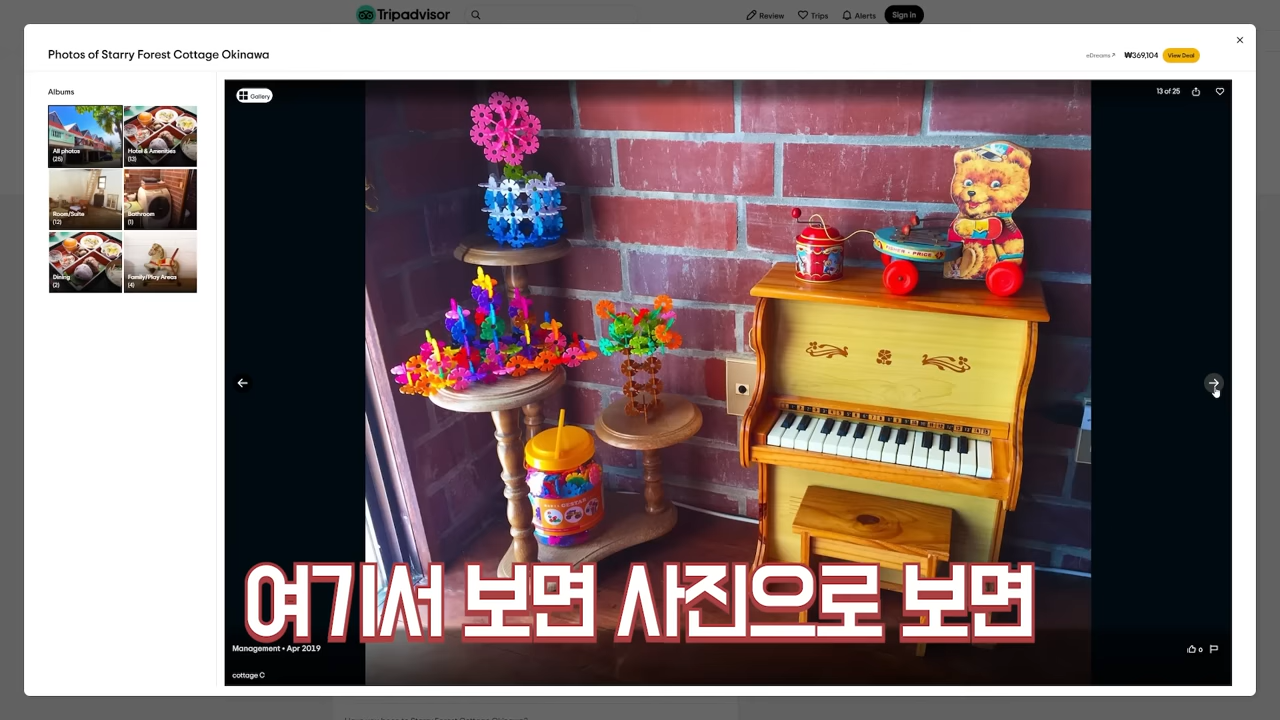 Tripadvisor
Review
Trips
Alerts
Sign in
Photos of Starry Forest Cottage Okinawa
eDreams
₩369,104
View Deal
Albums
All photos
(25)
Hotel & Amenities
(13)
Room/Suite
(12)
Bathroom
(1)
Dining
(2)
Family/Play Areas
(4)
Gallery
13 of 25
여기서 보면 사진으로 보면
Management • Apr 2019
0
cottage C